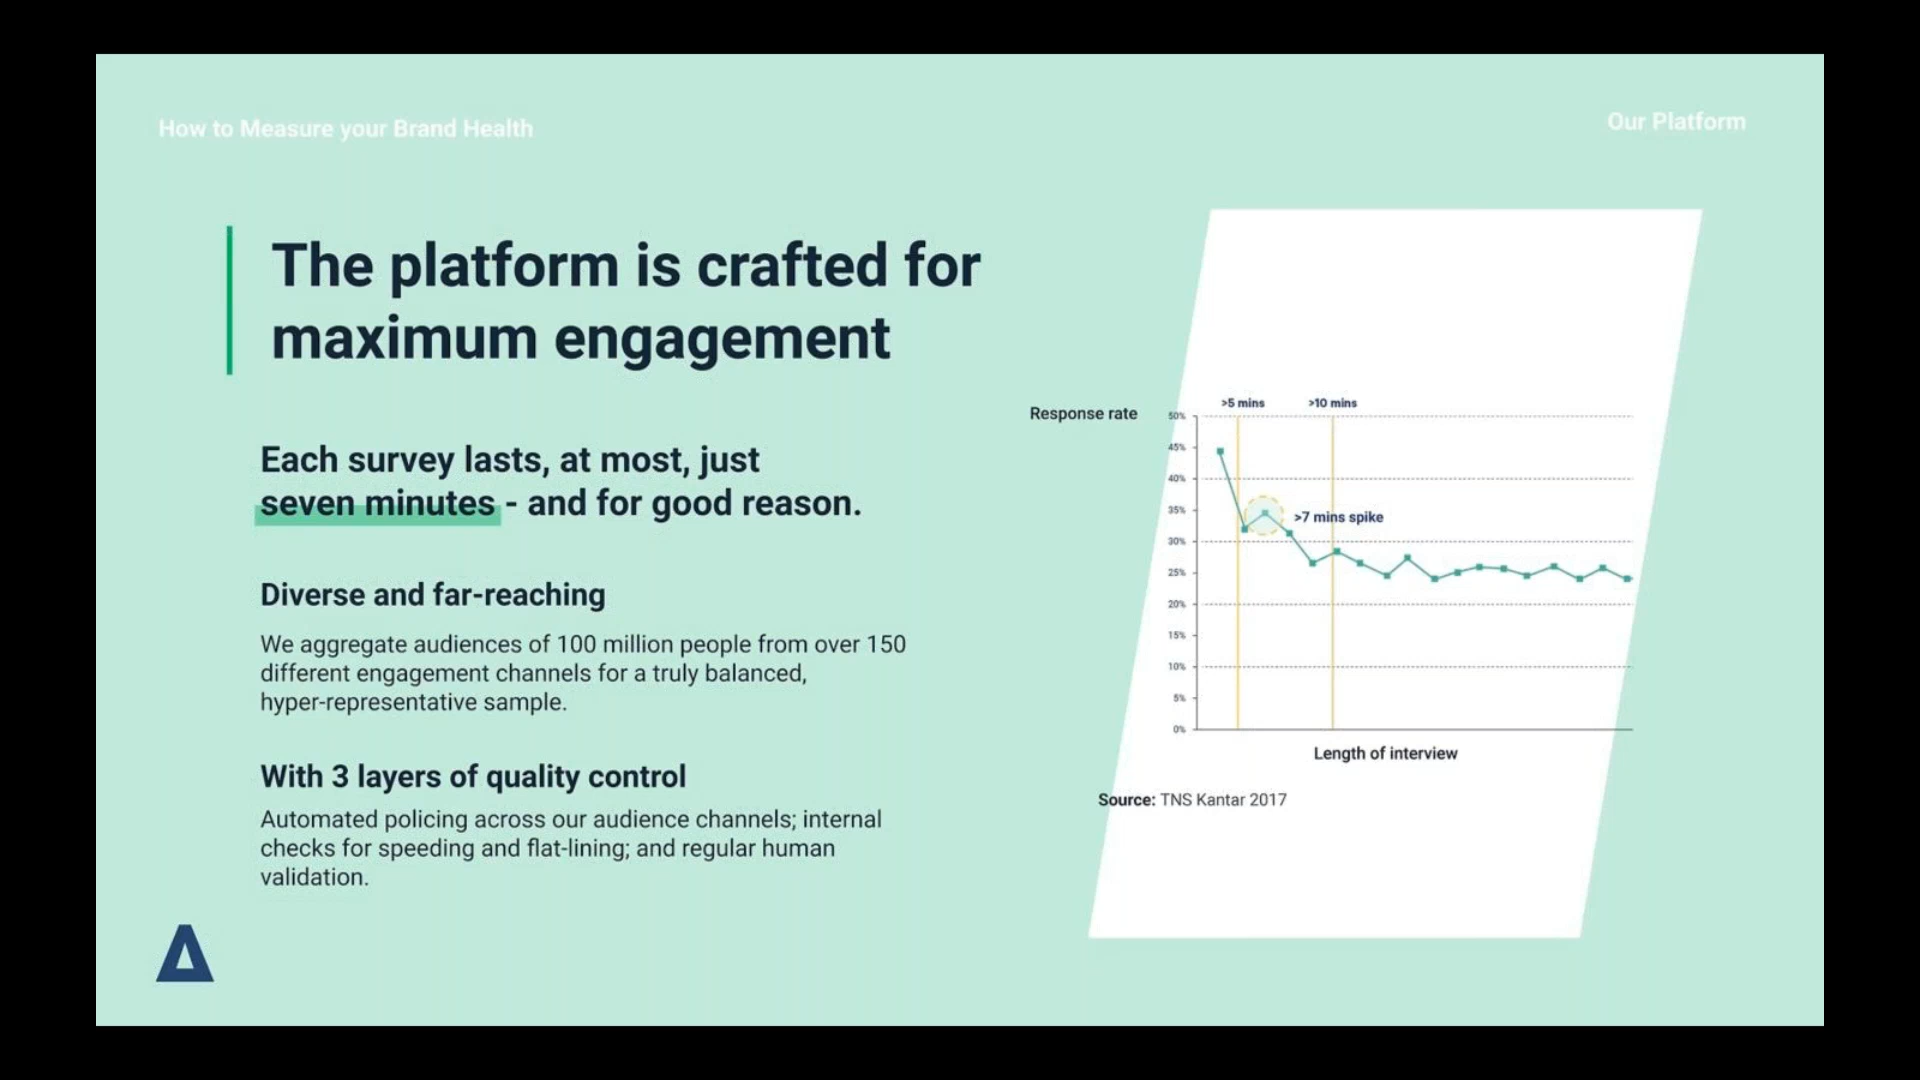 How to Measure your Brand Health
Our Platform
The platform is crafted for
maximum engagement
Each survey lasts, at most, just
seven minutes - and for good reason.
Diverse and far-reaching
We aggregate audiences of 100 million people from over 150
different engagement channels for a truly balanced,
hyper-representative sample.
With 3 layers of quality control
Automated policing across our audience channels; internal
checks for speeding and flat-lining; and regular human
validation.
Response rate
>5 mins
>10 mins
50%
45%
40%
35%
>7 mins spike
30%
25%
20%
15%
10%
5%
0%
Length of interview
Source: TNS Kantar 2017